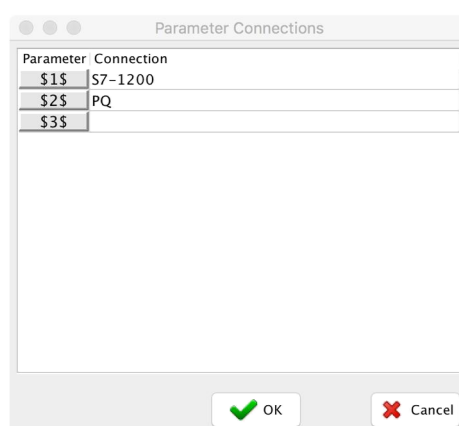 Parameter Connections
Parameter Connection
$1$ S7-1200
$2$ PQ
$3$
OK Cancel